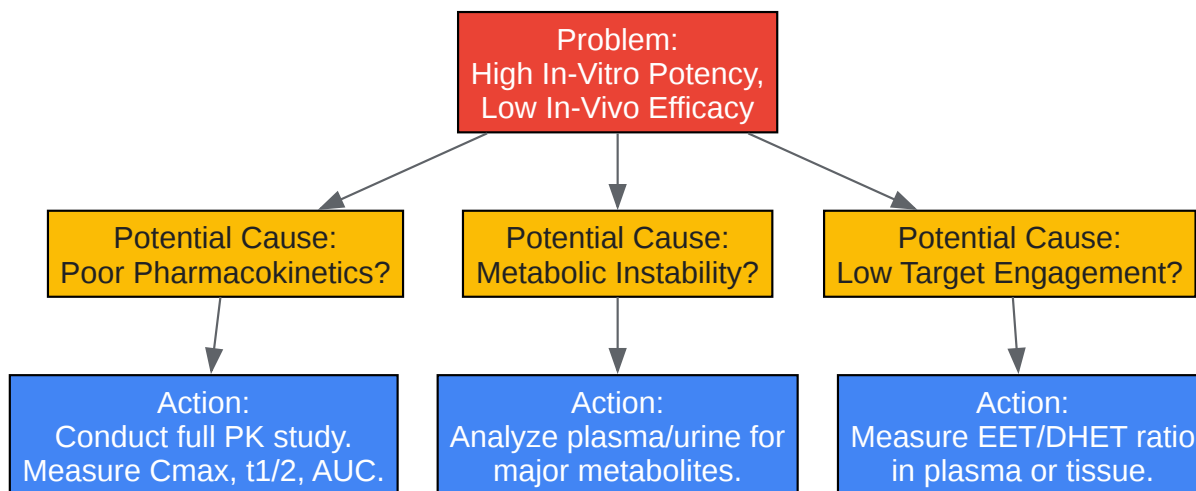 Problem:
High In-Vitro Potency,
Low In-Vivo Efficacy
Potential Cause:
Poor Pharmacokinetics?
Potential Cause:
Metabolic Instability?
Potential Cause:
Low Target Engagement?
Action:
Conduct full PK study.
Measure Cmax, t1/2, AUC.
Action:
Analyze plasma/urine for
major metabolites.
Action:
Measure EET/DHET ratio
in plasma or tissue.